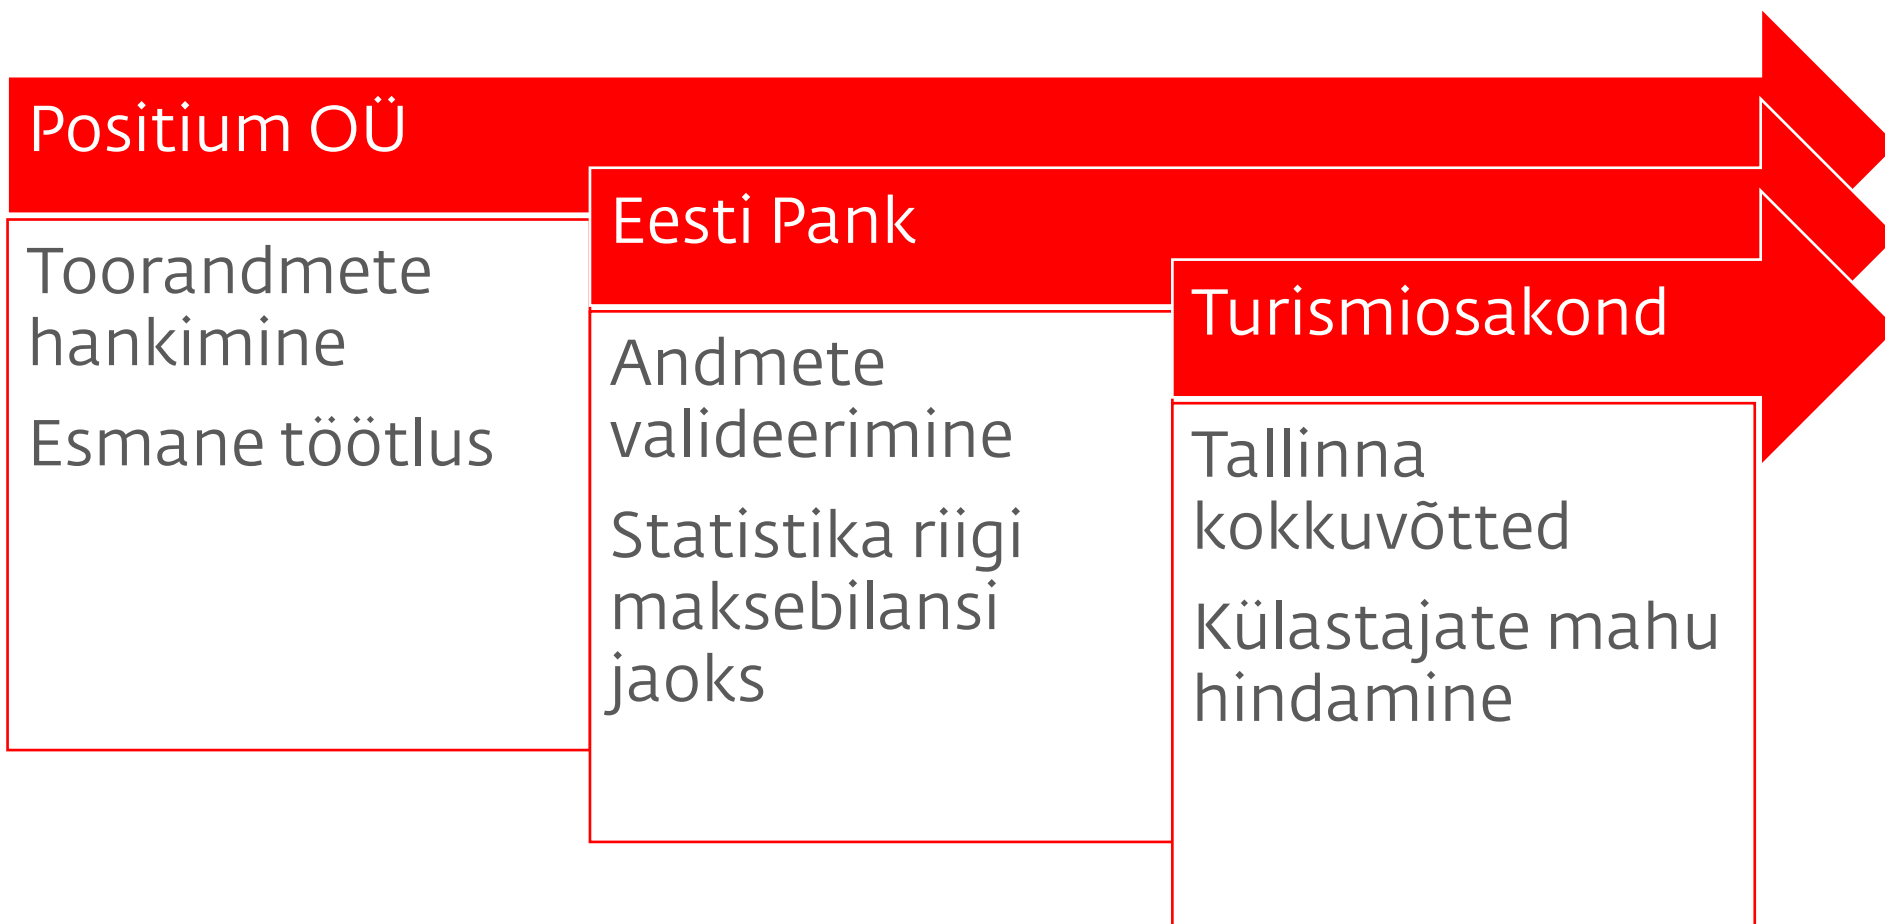 Positium OÜ
Toorandmete
hankimine
Esmane töötlus
Eesti Pank
Andmete
valideerimine
Statistika riigi
maksebilansi
jaoks
Turismiosakond
Tallinna
kokkuvõtted
Külastajate mahu
hindamine